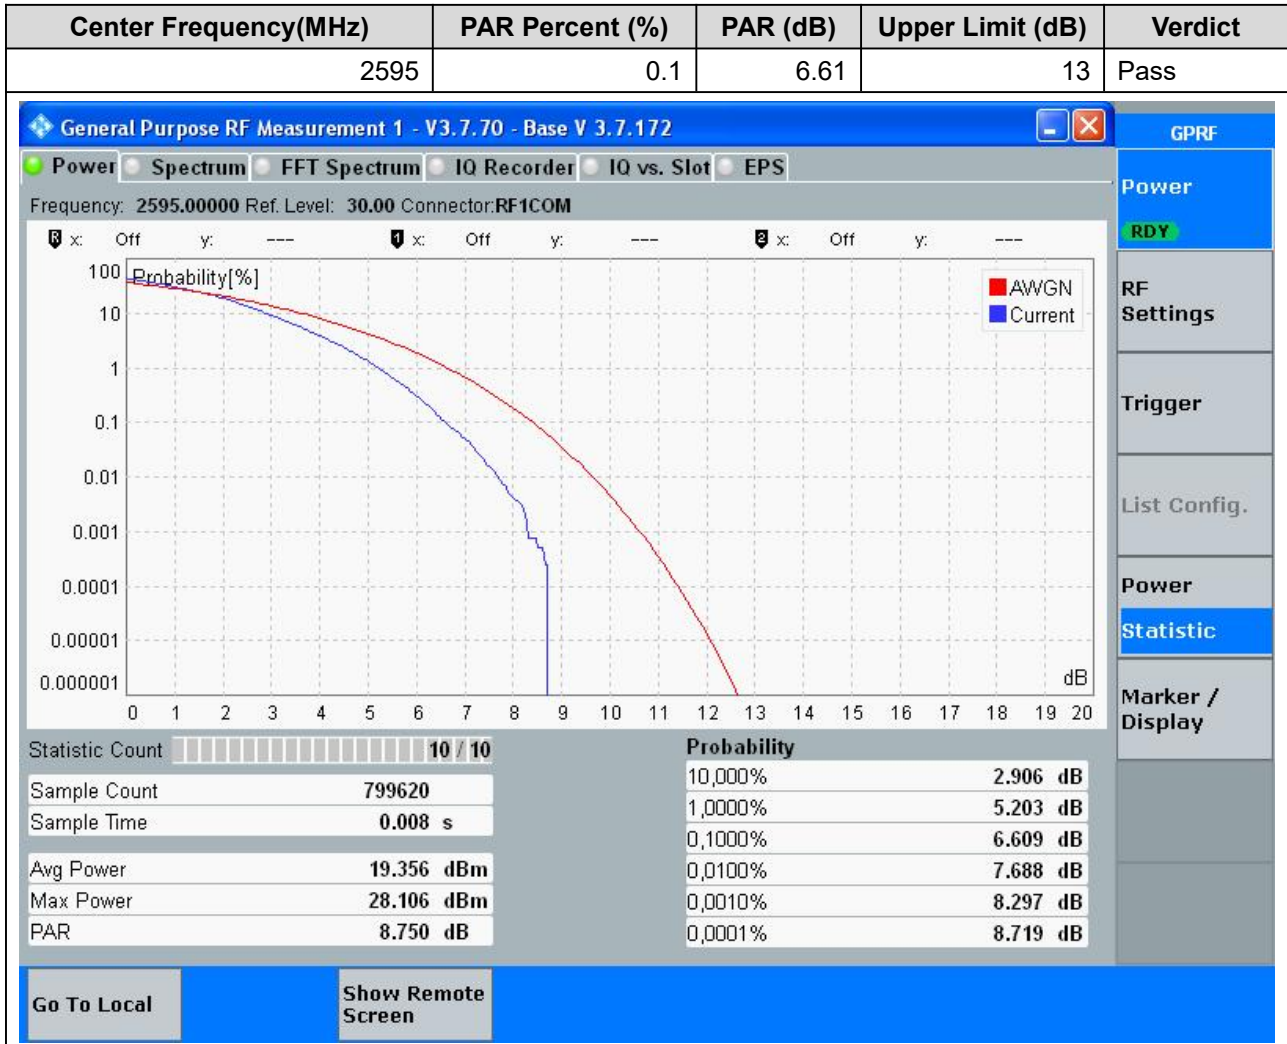 Center Frequency(MHz) PAR Percent (%) PAR (dB) Upper Limit (dB) Verdict
2595 0.1 6.61 13 Pass
General Purpose RF Measurement 1 - V3.7.70 - Base V 3.7.172
GPRF
Power Spectrum FFT Spectrum IQ Recorder IQ vs. Slot EPS
Frequency: 2595.00000 Ref. Level: 30.00 Connector:RF1COM
R x: Off y: --- 1 x: Off y: --- 2 x: Off y: ---
Probability[%]
AWGN
Current
100
10
1
0.1
0.01
0.001
0.0001
0.00001
0.000001
dB
0 1 2 3 4 5 6 7 8 9 10 11 12 13 14 15 16 17 18 19 20
Statistic Count 10 / 10
Sample Count 799620
Sample Time 0.008 s
Avg Power 19.356 dBm
Max Power 28.106 dBm
PAR 8.750 dB
Probability
10,000% 2.906 dB
1,0000% 5.203 dB
0,1000% 6.609 dB
0,0100% 7.688 dB
0,0010% 8.297 dB
0,0001% 8.719 dB
Power
RDY
RF
Settings
Trigger
List Config.
Power
Statistic
Marker /
Display
Go To Local
Show Remote
Screen